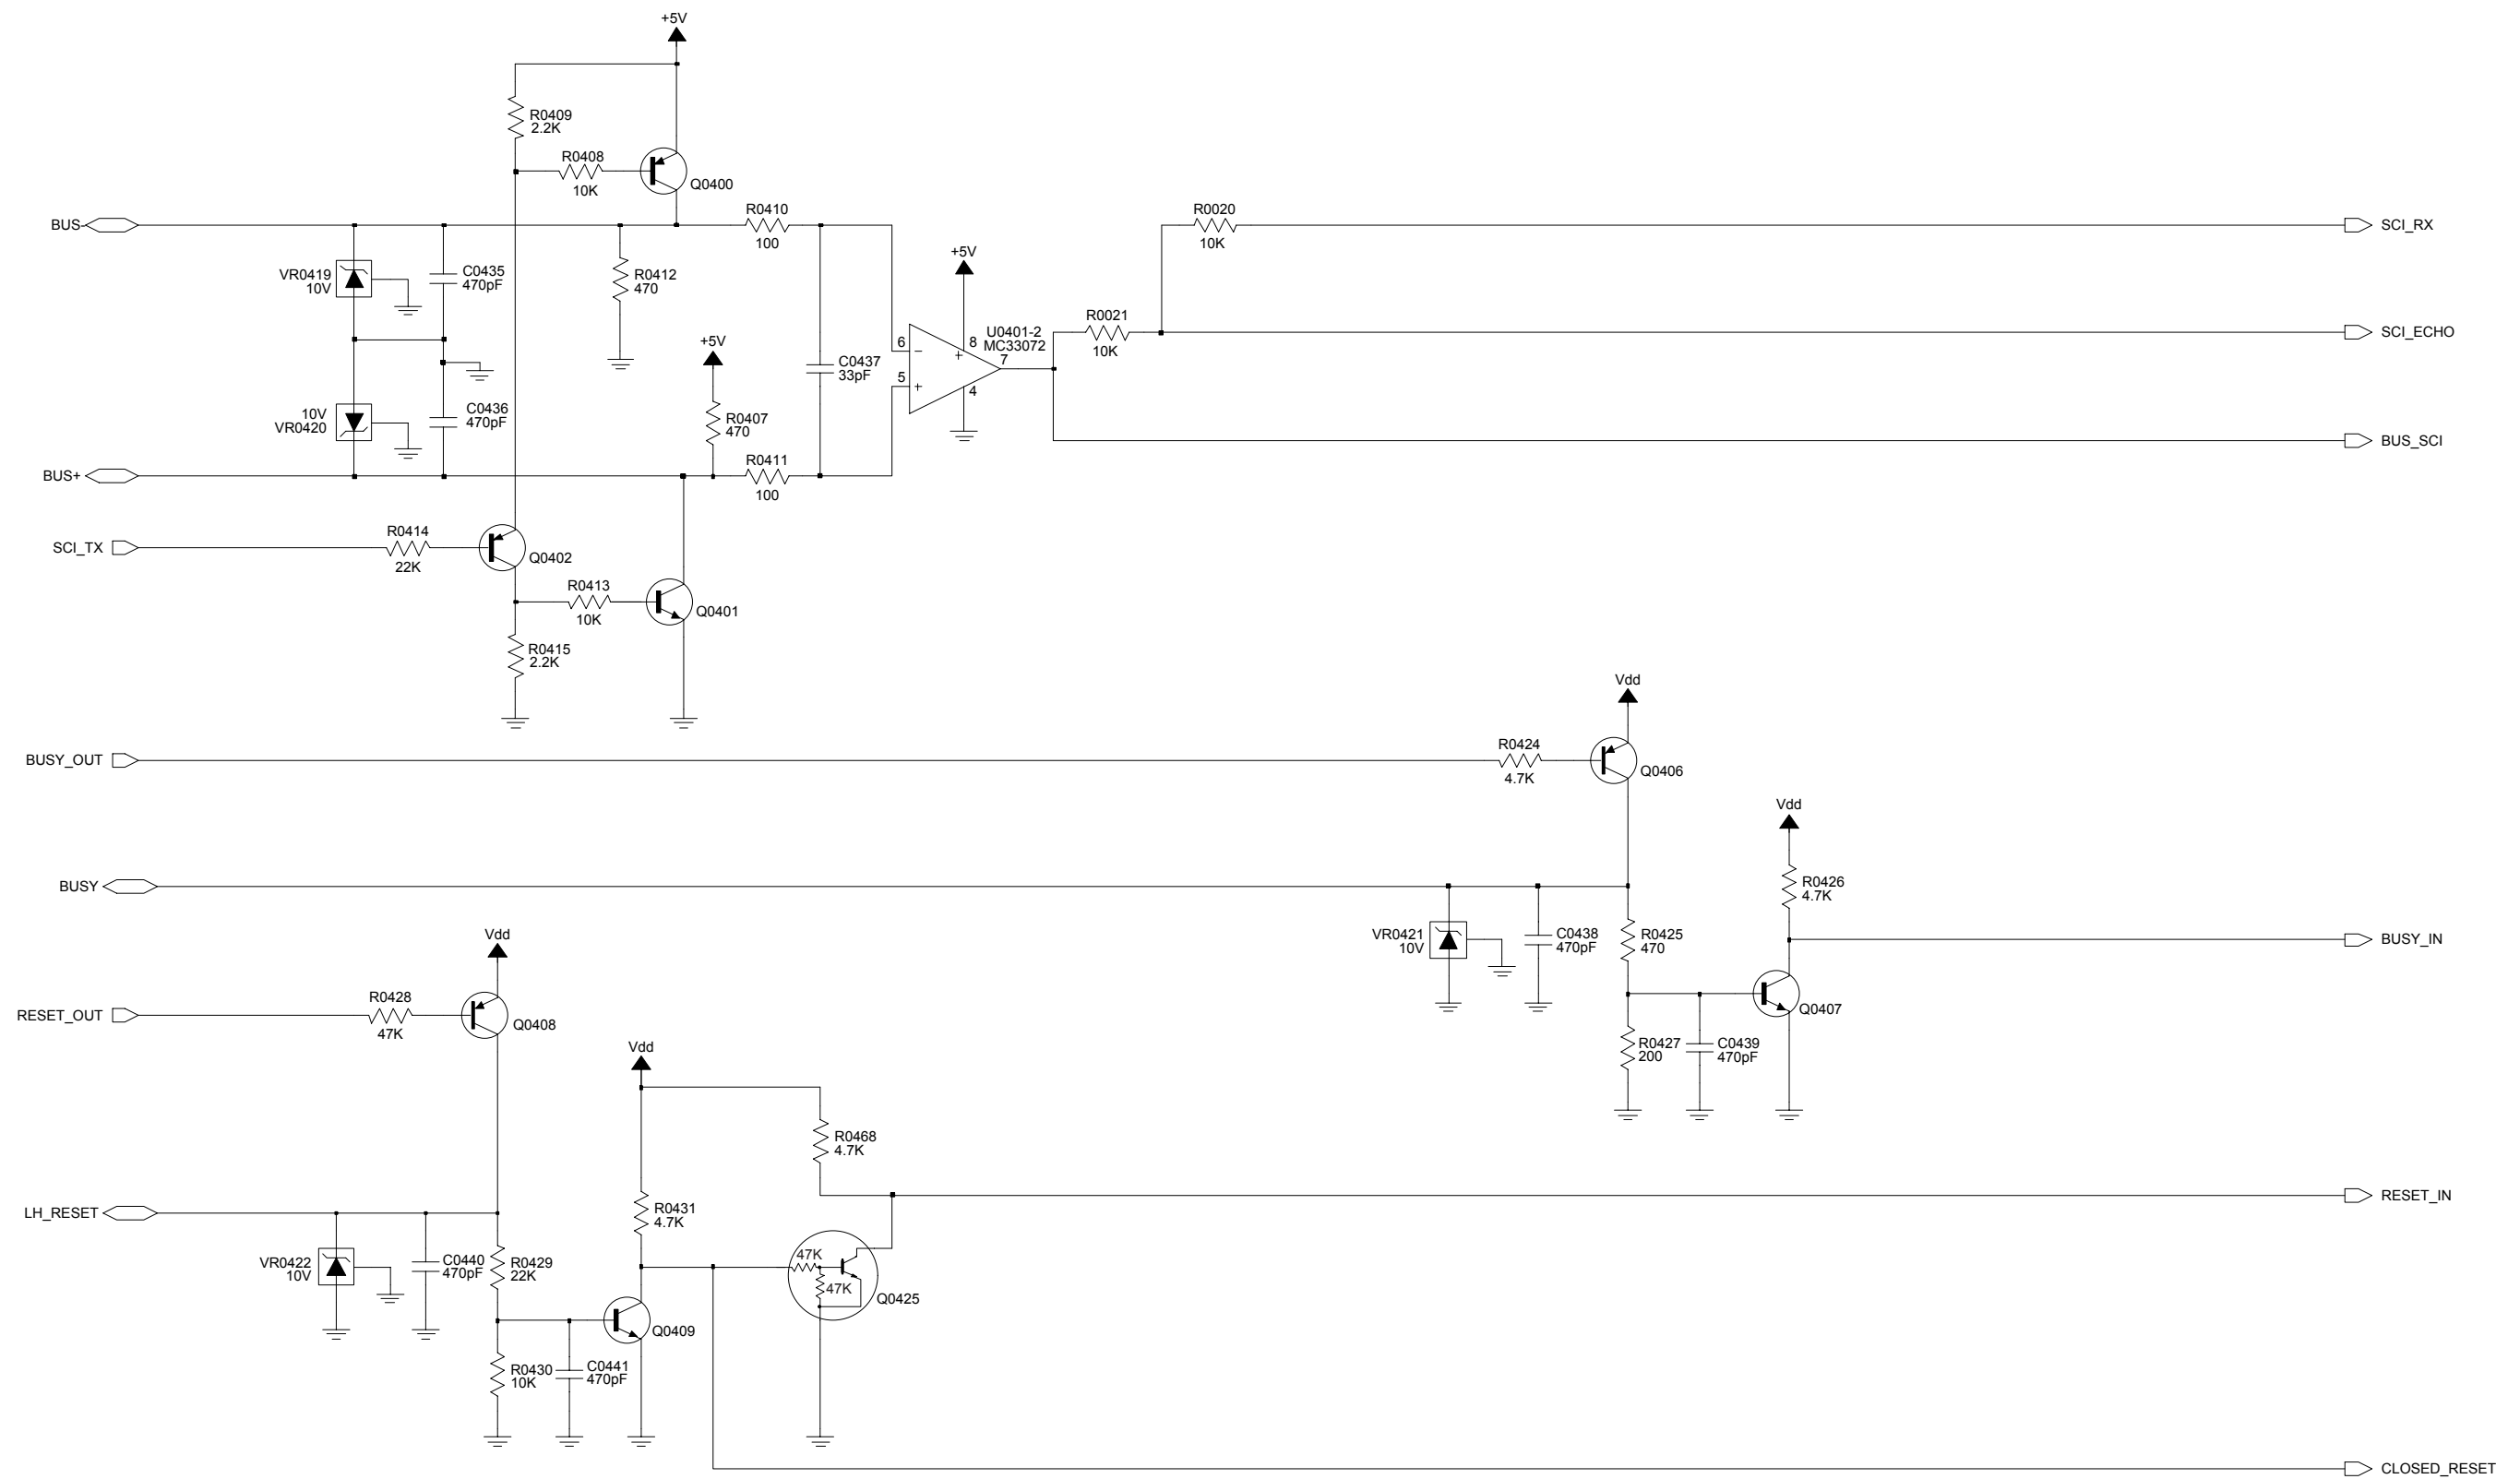 +5V
R0409
2.2K
R0408
10K
Q0400
BUS-
R0410
100
R0020
10K
SCI_RX
VR0419
10V
C0435
470pF
R0412
470
+5V
+5V
R0021
10K
SCI_ECHO
U0401-2
MC33072
6
-
8
+
7
5
+
4
C0437
33pF
10V
VR0420
C0436
470pF
R0407
470
BUS_SCI
BUS+
R0411
100
SCI_TX
R0414
22K
Q0402
R0413
10K
Q0401
R0415
2.2K
Vdd
BUSY_OUT
R0424
4.7K
Q0406
Vdd
BUSY
R0426
4.7K
VR0421
10V
C0438
470pF
R0425
470
BUSY_IN
Vdd
RESET_OUT
R0428
47K
Q0408
Q0407
R0427
200
C0439
470pF
Vdd
R0468
4.7K
RESET_IN
LH_RESET
R0431
4.7K
VR0422
10V
C0440
470pF
R0429
22K
47K
47K
Q0425
Q0409
R0430
10K
C0441
470pF
CLOSED_RESET